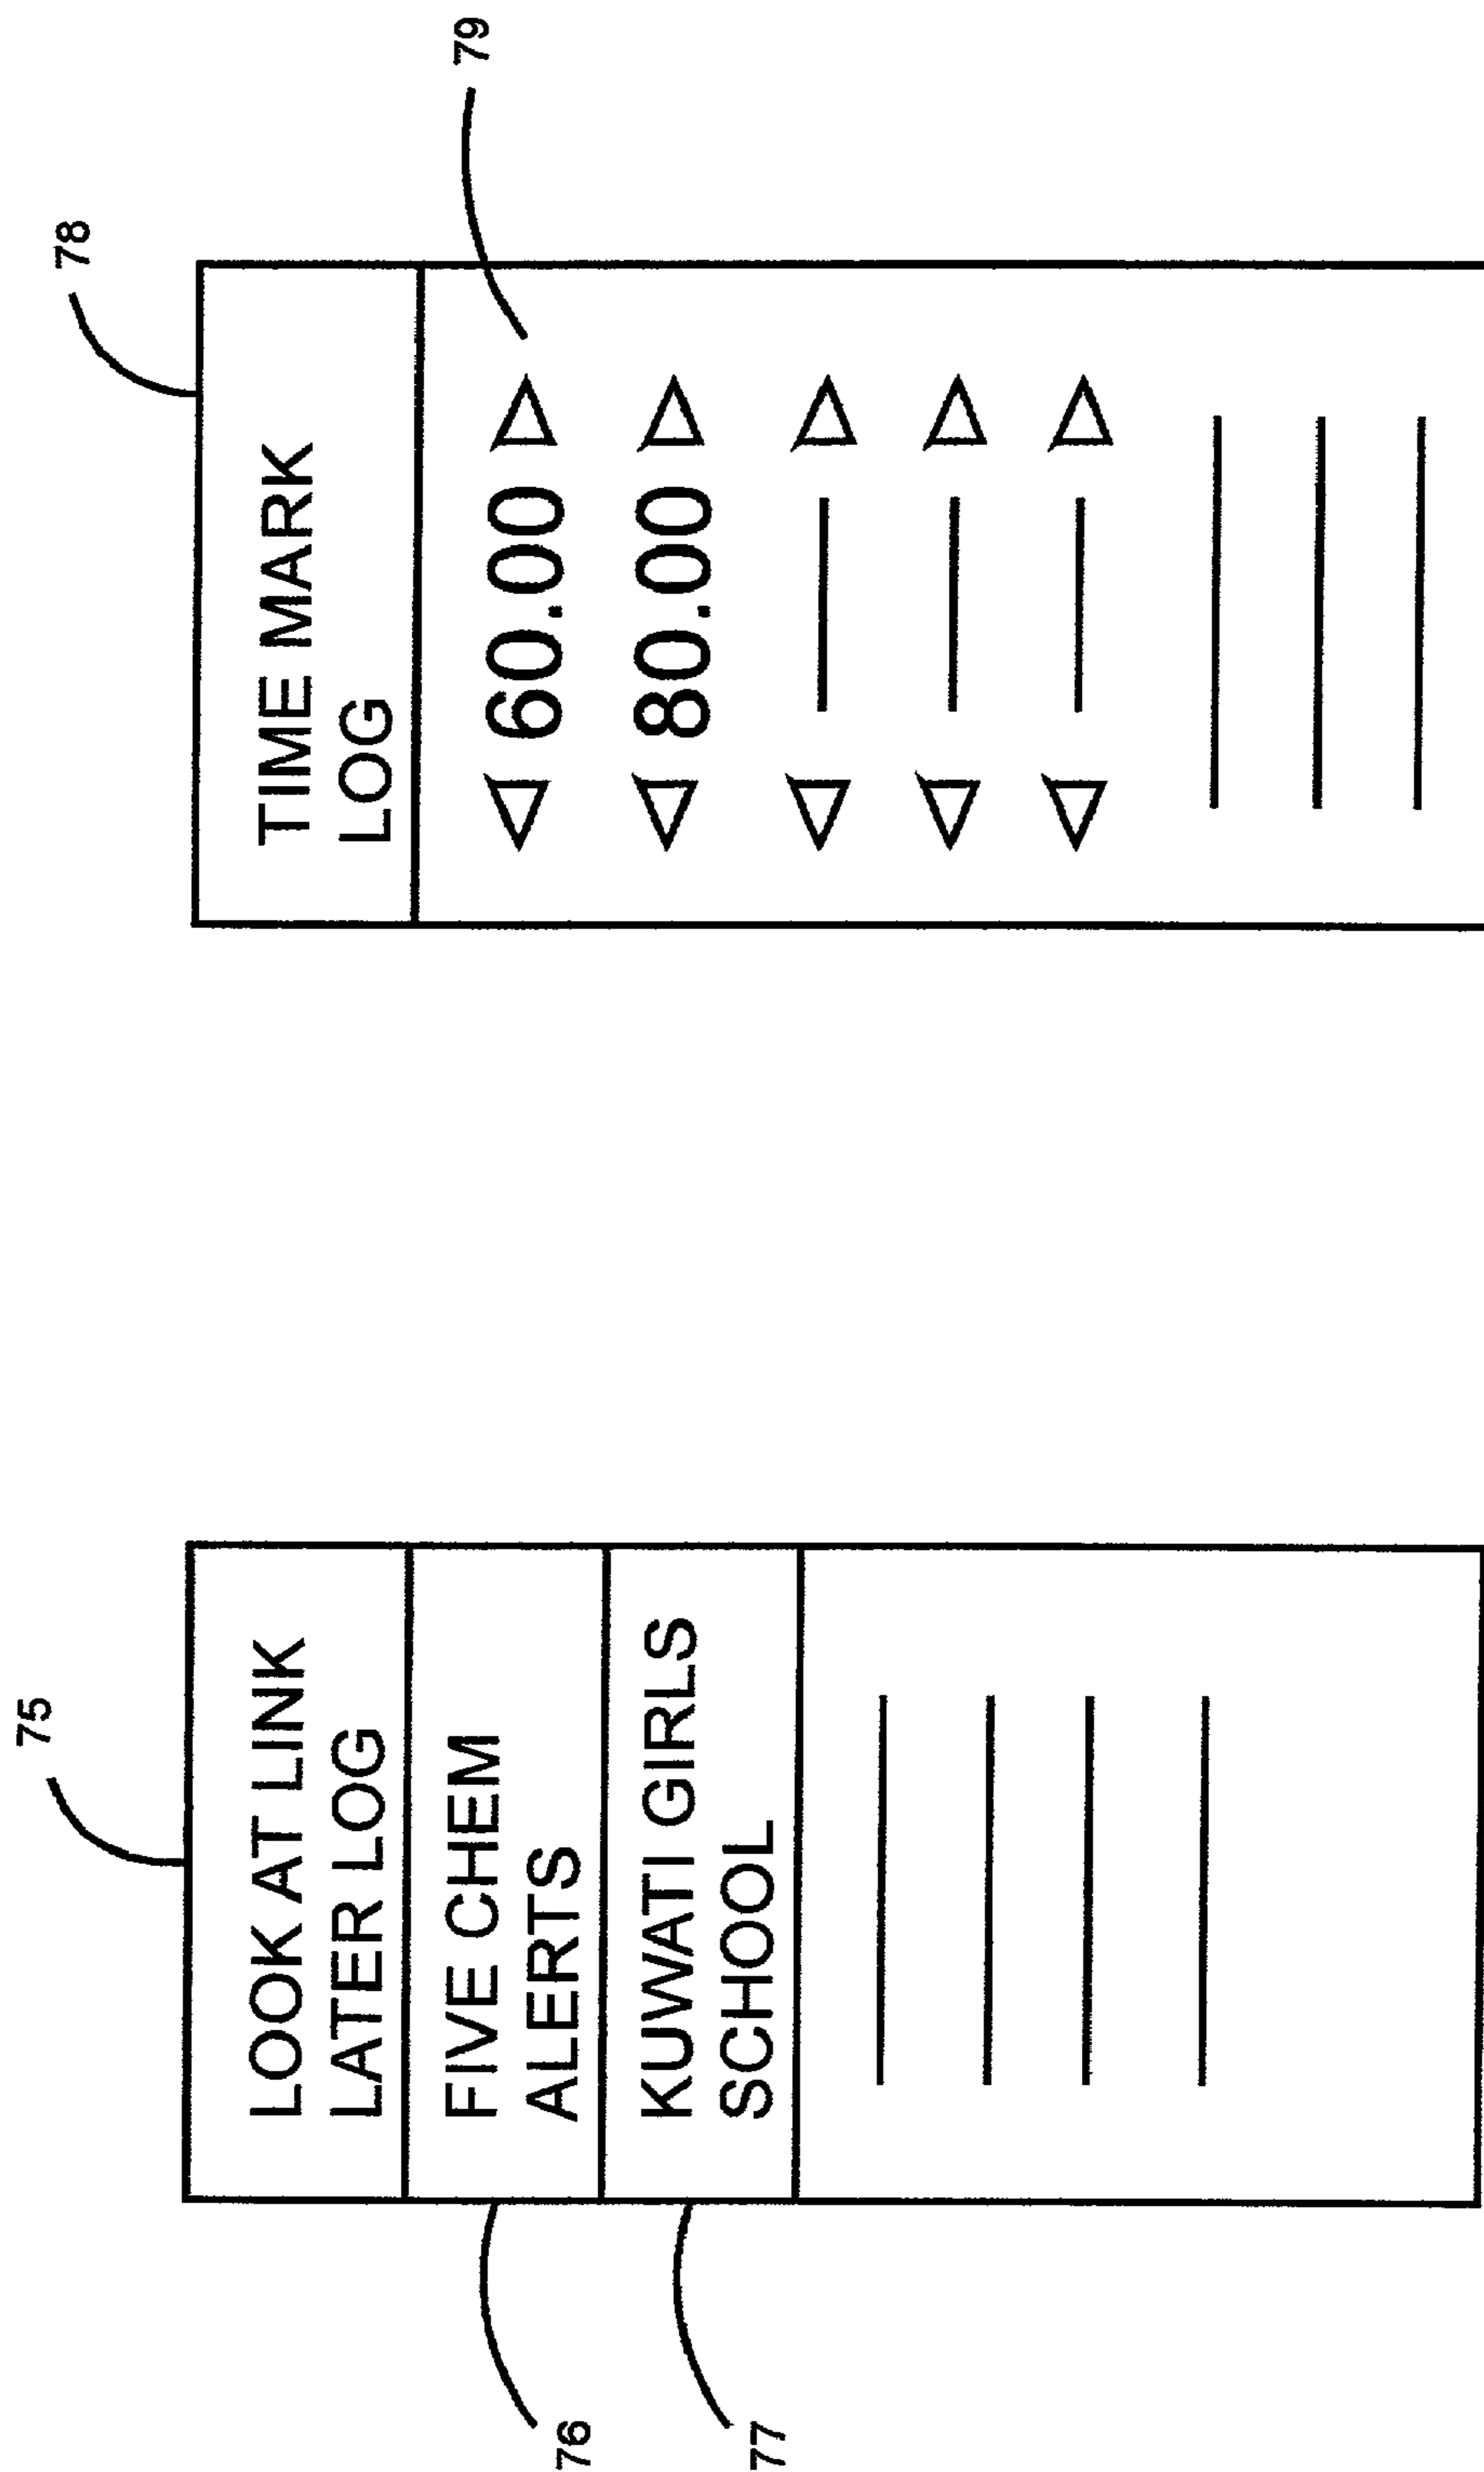 75
LOOK AT LINK
LATER LOG
76
FIVE CHEM
ALERTS
77
KUWATI GIRLS
SCHOOL
78
TIME MARK
LOG
79
60.00
80.00